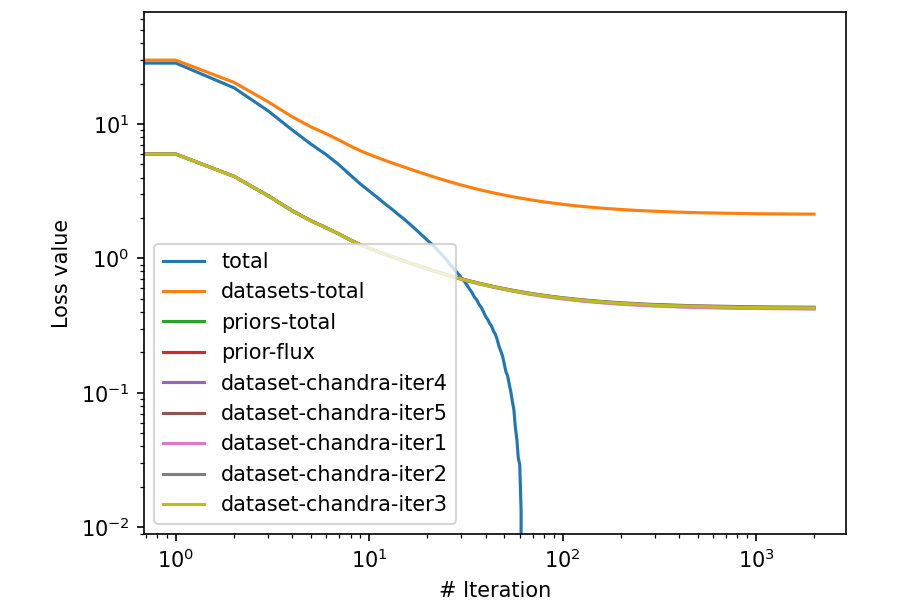 10¹
10⁰
10⁻¹
10⁻²
Loss value
total
datasets-total
priors-total
prior-flux
dataset-chandra-iter4
dataset-chandra-iter5
dataset-chandra-iter1
dataset-chandra-iter2
dataset-chandra-iter3
10⁰ 10¹ 10² 10³
# Iteration